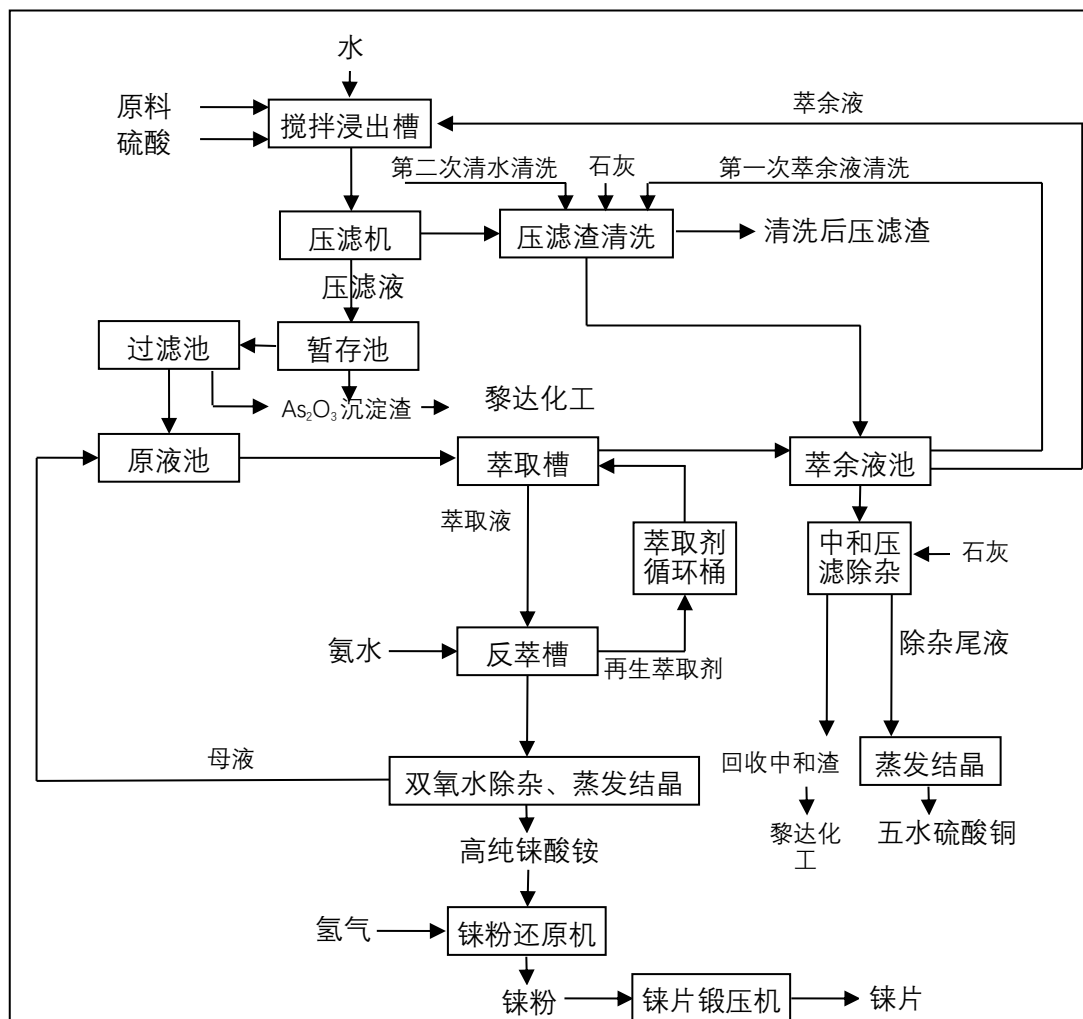 水
原料
硫酸
搅拌浸出槽
萃余液
第二次清水清洗
石灰
第一次萃余液清洗
压滤机
压滤渣清洗
清洗后压滤渣
压滤液
过滤池
暂存池
As₂O₃沉淀渣
黎达化工
原液池
萃取槽
萃余液池
萃取液
萃取剂
循环桶
中和压
滤除杂
石灰
氨水
反萃槽
再生萃取剂
除杂尾液
母液
双氧水除杂、蒸发结晶
回收中和渣
蒸发结晶
高纯铼酸铵
黎达化
工
五水硫酸铜
氢气
铼粉还原机
铼粉
铼片锻压机
铼片